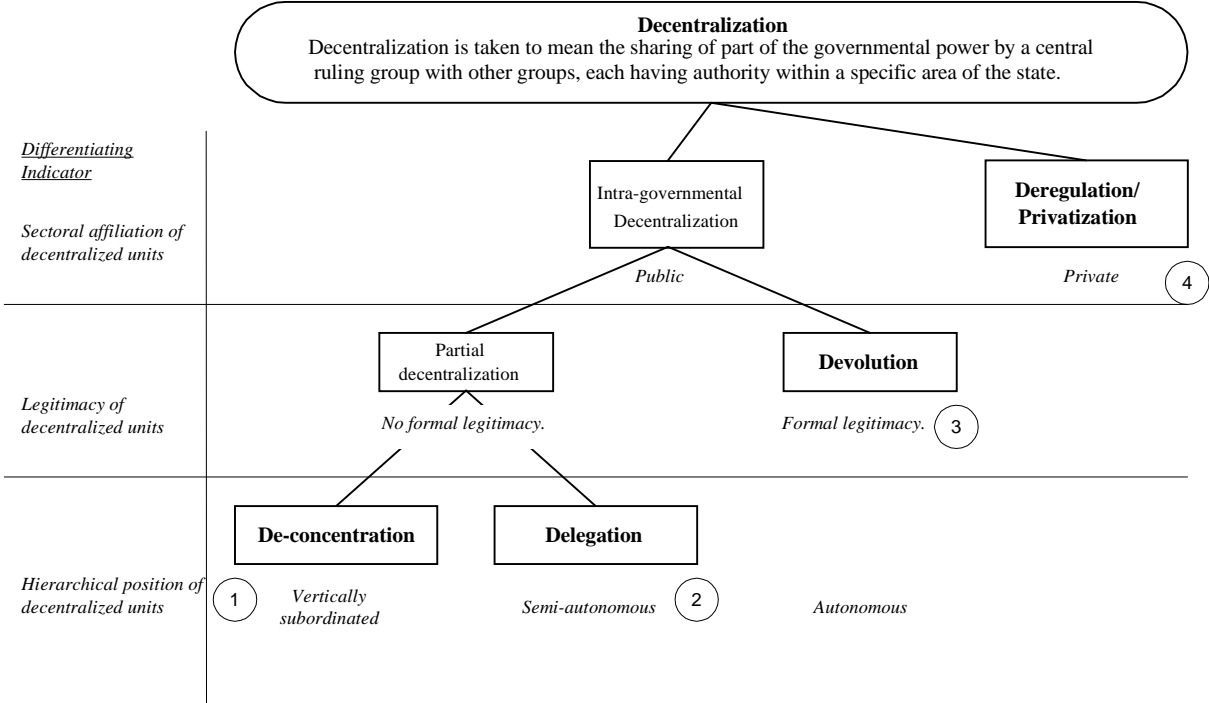 Decentralization
Decentralization is taken to mean the sharing of part of the governmental power by a central
ruling group with other groups, each having authority within a specific area of the state.
Differentiating
Indicator
Intra-governmental
Decentralization
Deregulation/
Privatization
Sectoral affiliation of
decentralized units
Public
Private
4
Partial
decentralization
Devolution
Legitimacy of
decentralized units
No formal legitimacy.
Formal legitimacy.
3
De-concentration
Delegation
Hierarchical position of
decentralized units
1
Vertically
subordinated
Semi-autonomous
2
Autonomous